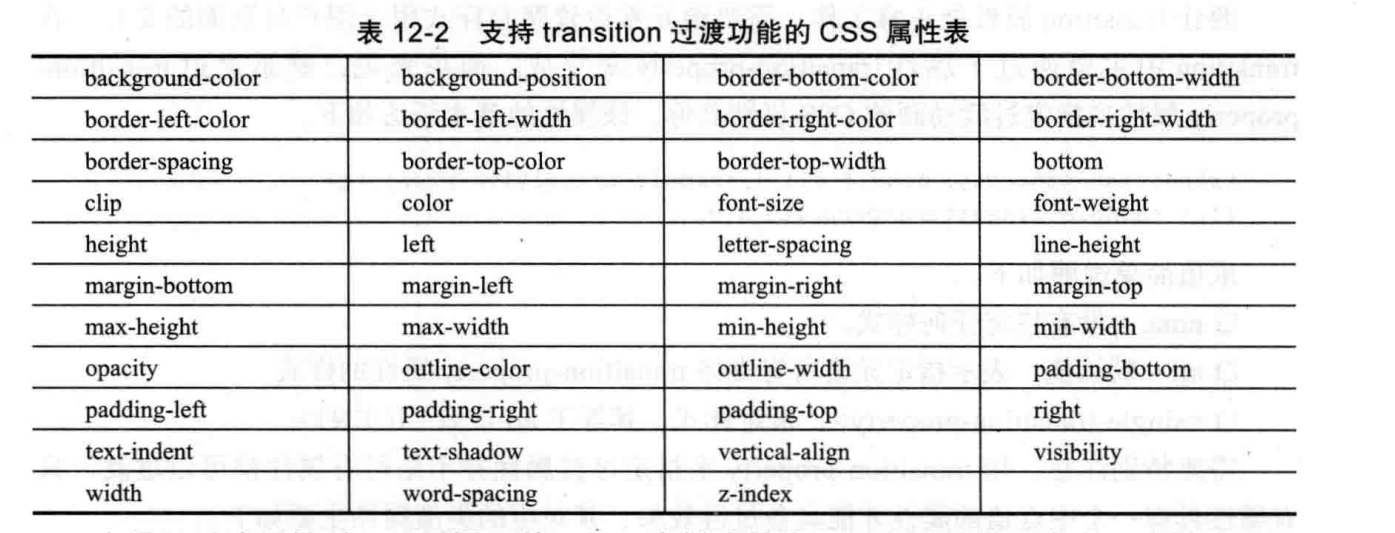 表 12-2 支持 transition 过渡功能的 CSS 属性表
background-color background-position border-bottom-color border-bottom-width
border-left-color border-left-width border-right-color border-right-width
border-spacing border-top-color border-top-width bottom
clip color font-size font-weight
height left letter-spacing line-height
margin-bottom margin-left margin-right margin-top
max-height max-width min-height min-width
opacity outline-color outline-width padding-bottom
padding-left padding-right padding-top right
text-indent text-shadow vertical-align visibility
width word-spacing z-index